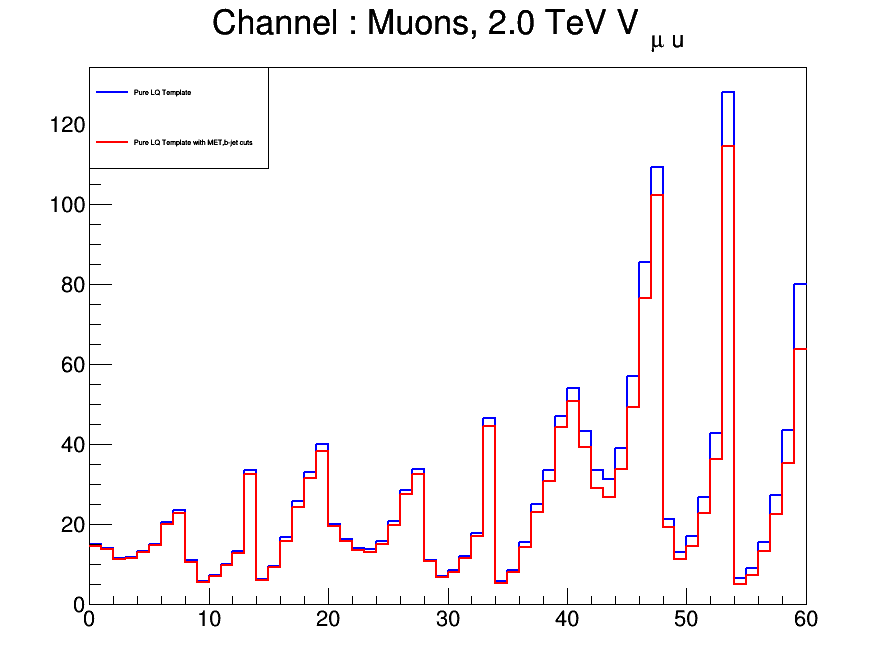 Channel : Muons, 2.0 TeV V μ u
Pure LQ Template
Pure LQ Template with MET,b-jet cuts
120
100
80
60
40
20
0
0 10 20 30 40 50 60